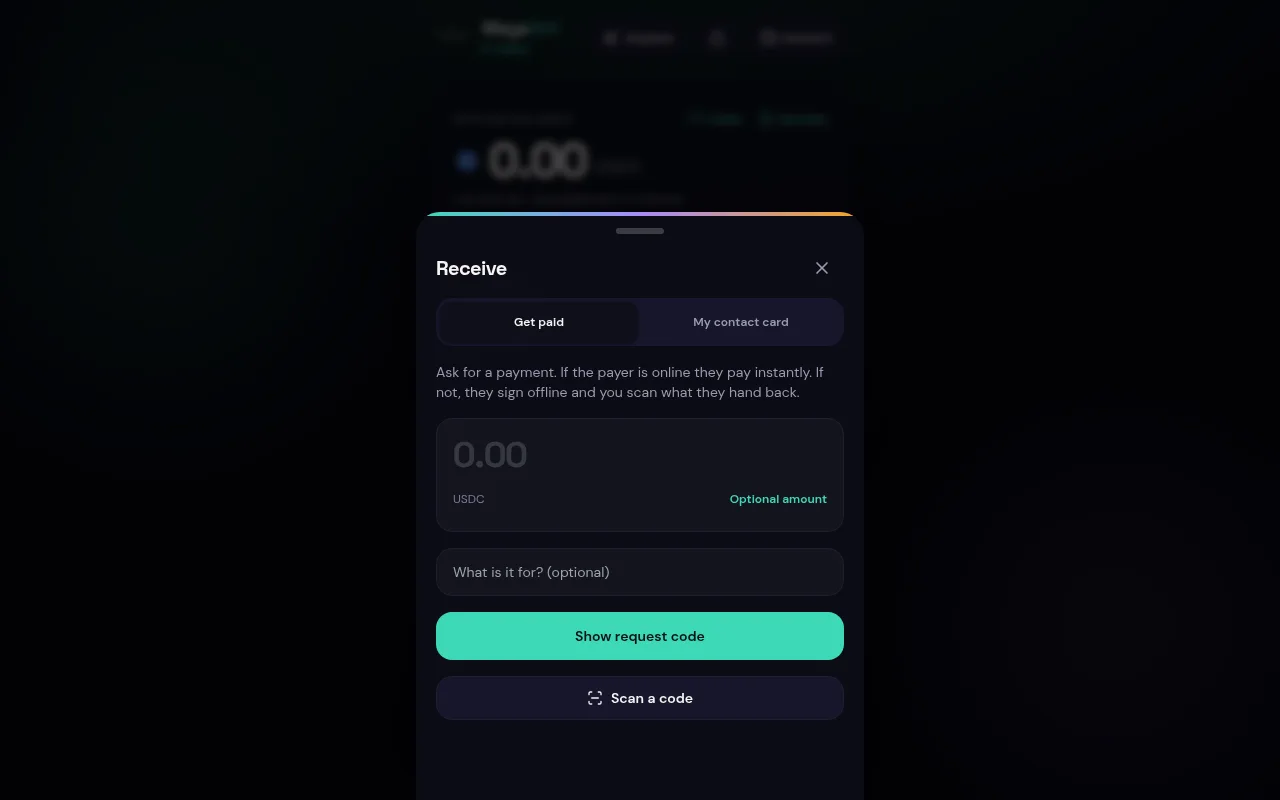 0.00
Receive
Get paid
My contact card
Ask for a payment. If the payer is online they pay instantly. If
not, they sign offline and you scan what they hand back.
0.00
USDC
Optional amount
What is it for? (optional)
Show request code
Scan a code